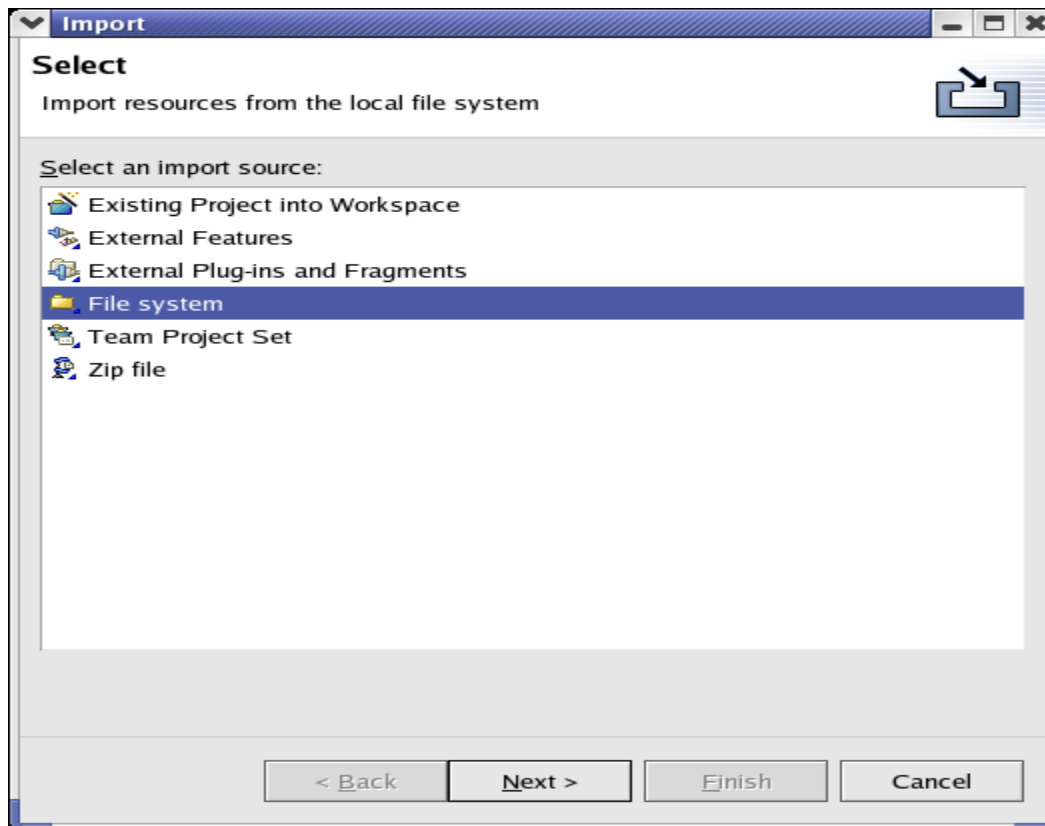 Import
Select
Import resources from the local file system
Select an import source:
Existing Project into Workspace
External Features
External Plug-ins and Fragments
File system
Team Project Set
Zip file
< Back Next > Finish Cancel